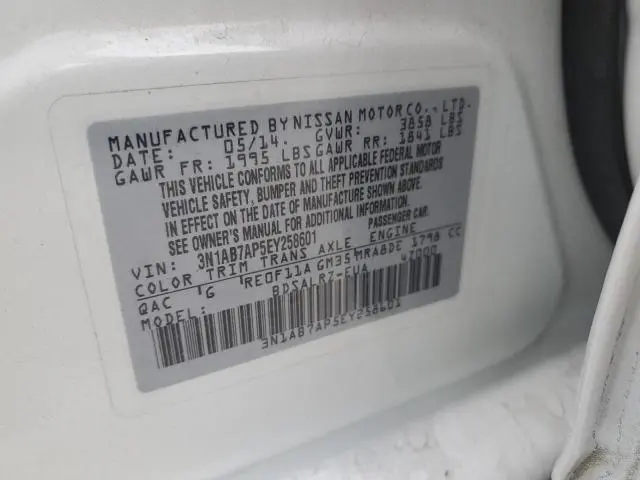 MANUFACTURED BY NISSAN MOTOR CO., LTD.
DATE: 05/14. GVWR: 3858 LBS
GAWR FR: 1995 LBS GAWR RR: 1841 LBS
THIS VEHICLE CONFORMS TO ALL APPLICABLE FEDERAL MOTOR
VEHICLE SAFETY, BUMPER AND THEFT PREVENTION STANDARDS
IN EFFECT ON THE DATE OF MANUFACTURE SHOWN ABOVE.
SEE OWNER'S MANUAL FOR ADDITIONAL INFORMATION.
VIN: 3N1AB7AP5EY258601 PASSENGER CAR.
COLOR TRIM TRANS AXLE ENGINE
QAC G RE0F11A GM35 MRA8DE 1798 CC
MODEL: BDSALRZ-EUA 4T000
3N1AB7AP5EY258601